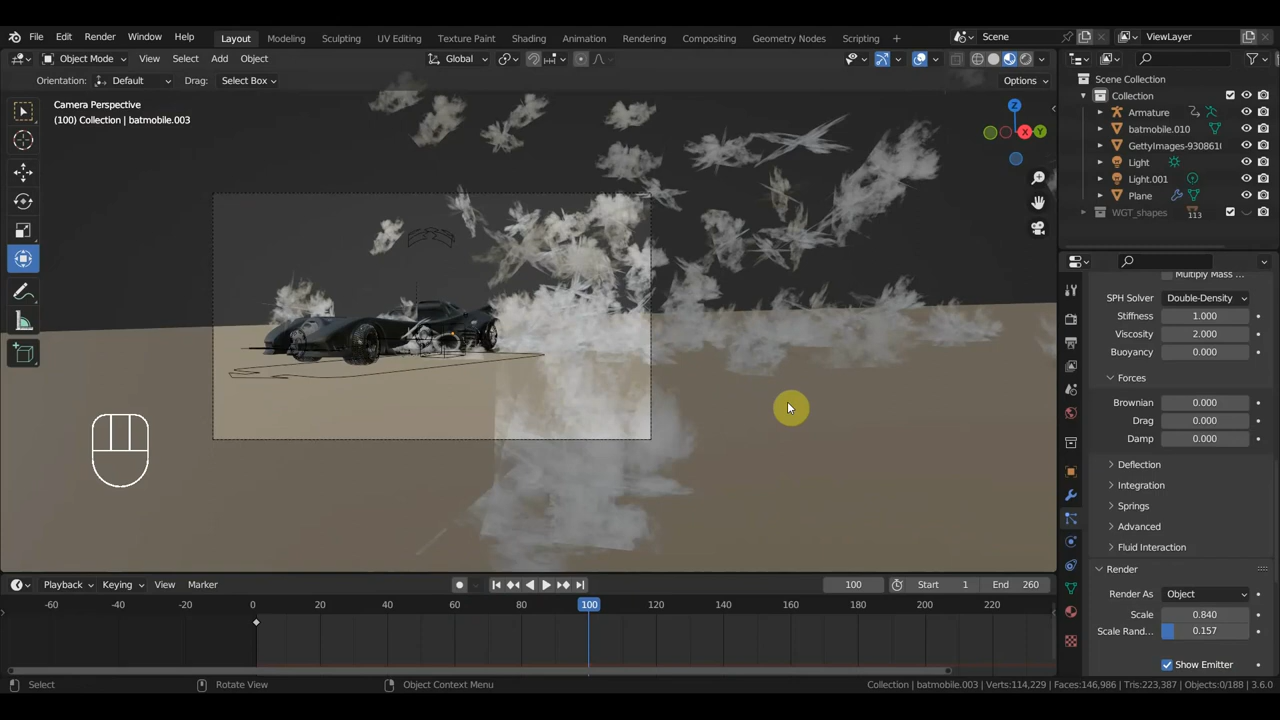 File Edit Render Window Help Layout Modeling Sculpting UV Editing Texture Paint Shading Animation Rendering Compositing Geometry Nodes Scripting + Scene ViewLayer
Object Mode View Select Add Object Global
Orientation: Default Drag: Select Box Options
Camera Perspective
(100) Collection | batmobile.003
Z
X
Y
Scene Collection
Collection
Armature
batmobile.010
GettyImages-9308610
Light
Light.001
Plane
WGT_shapes 113
Multiply Mass ...
SPH Solver Double-Density
Stiffness 1.000
Viscosity 2.000
Buoyancy 0.000
Forces
Brownian 0.000
Drag 0.000
Damp 0.000
Deflection
Integration
Springs
Advanced
Fluid Interaction
Render
Render As Object
Scale 0.840
Scale Rand... 0.157
Show Emitter
Playback Keying View Marker 100 Start 1 End 260
-60 -40 -20 0 20 40 60 80 100 120 140 160 180 200 220
Select Rotate View Object Context Menu Collection | batmobile.003 | Verts:114,229 | Faces:146,986 | Tris:223,387 | Objects:0/188 | 3.6.0